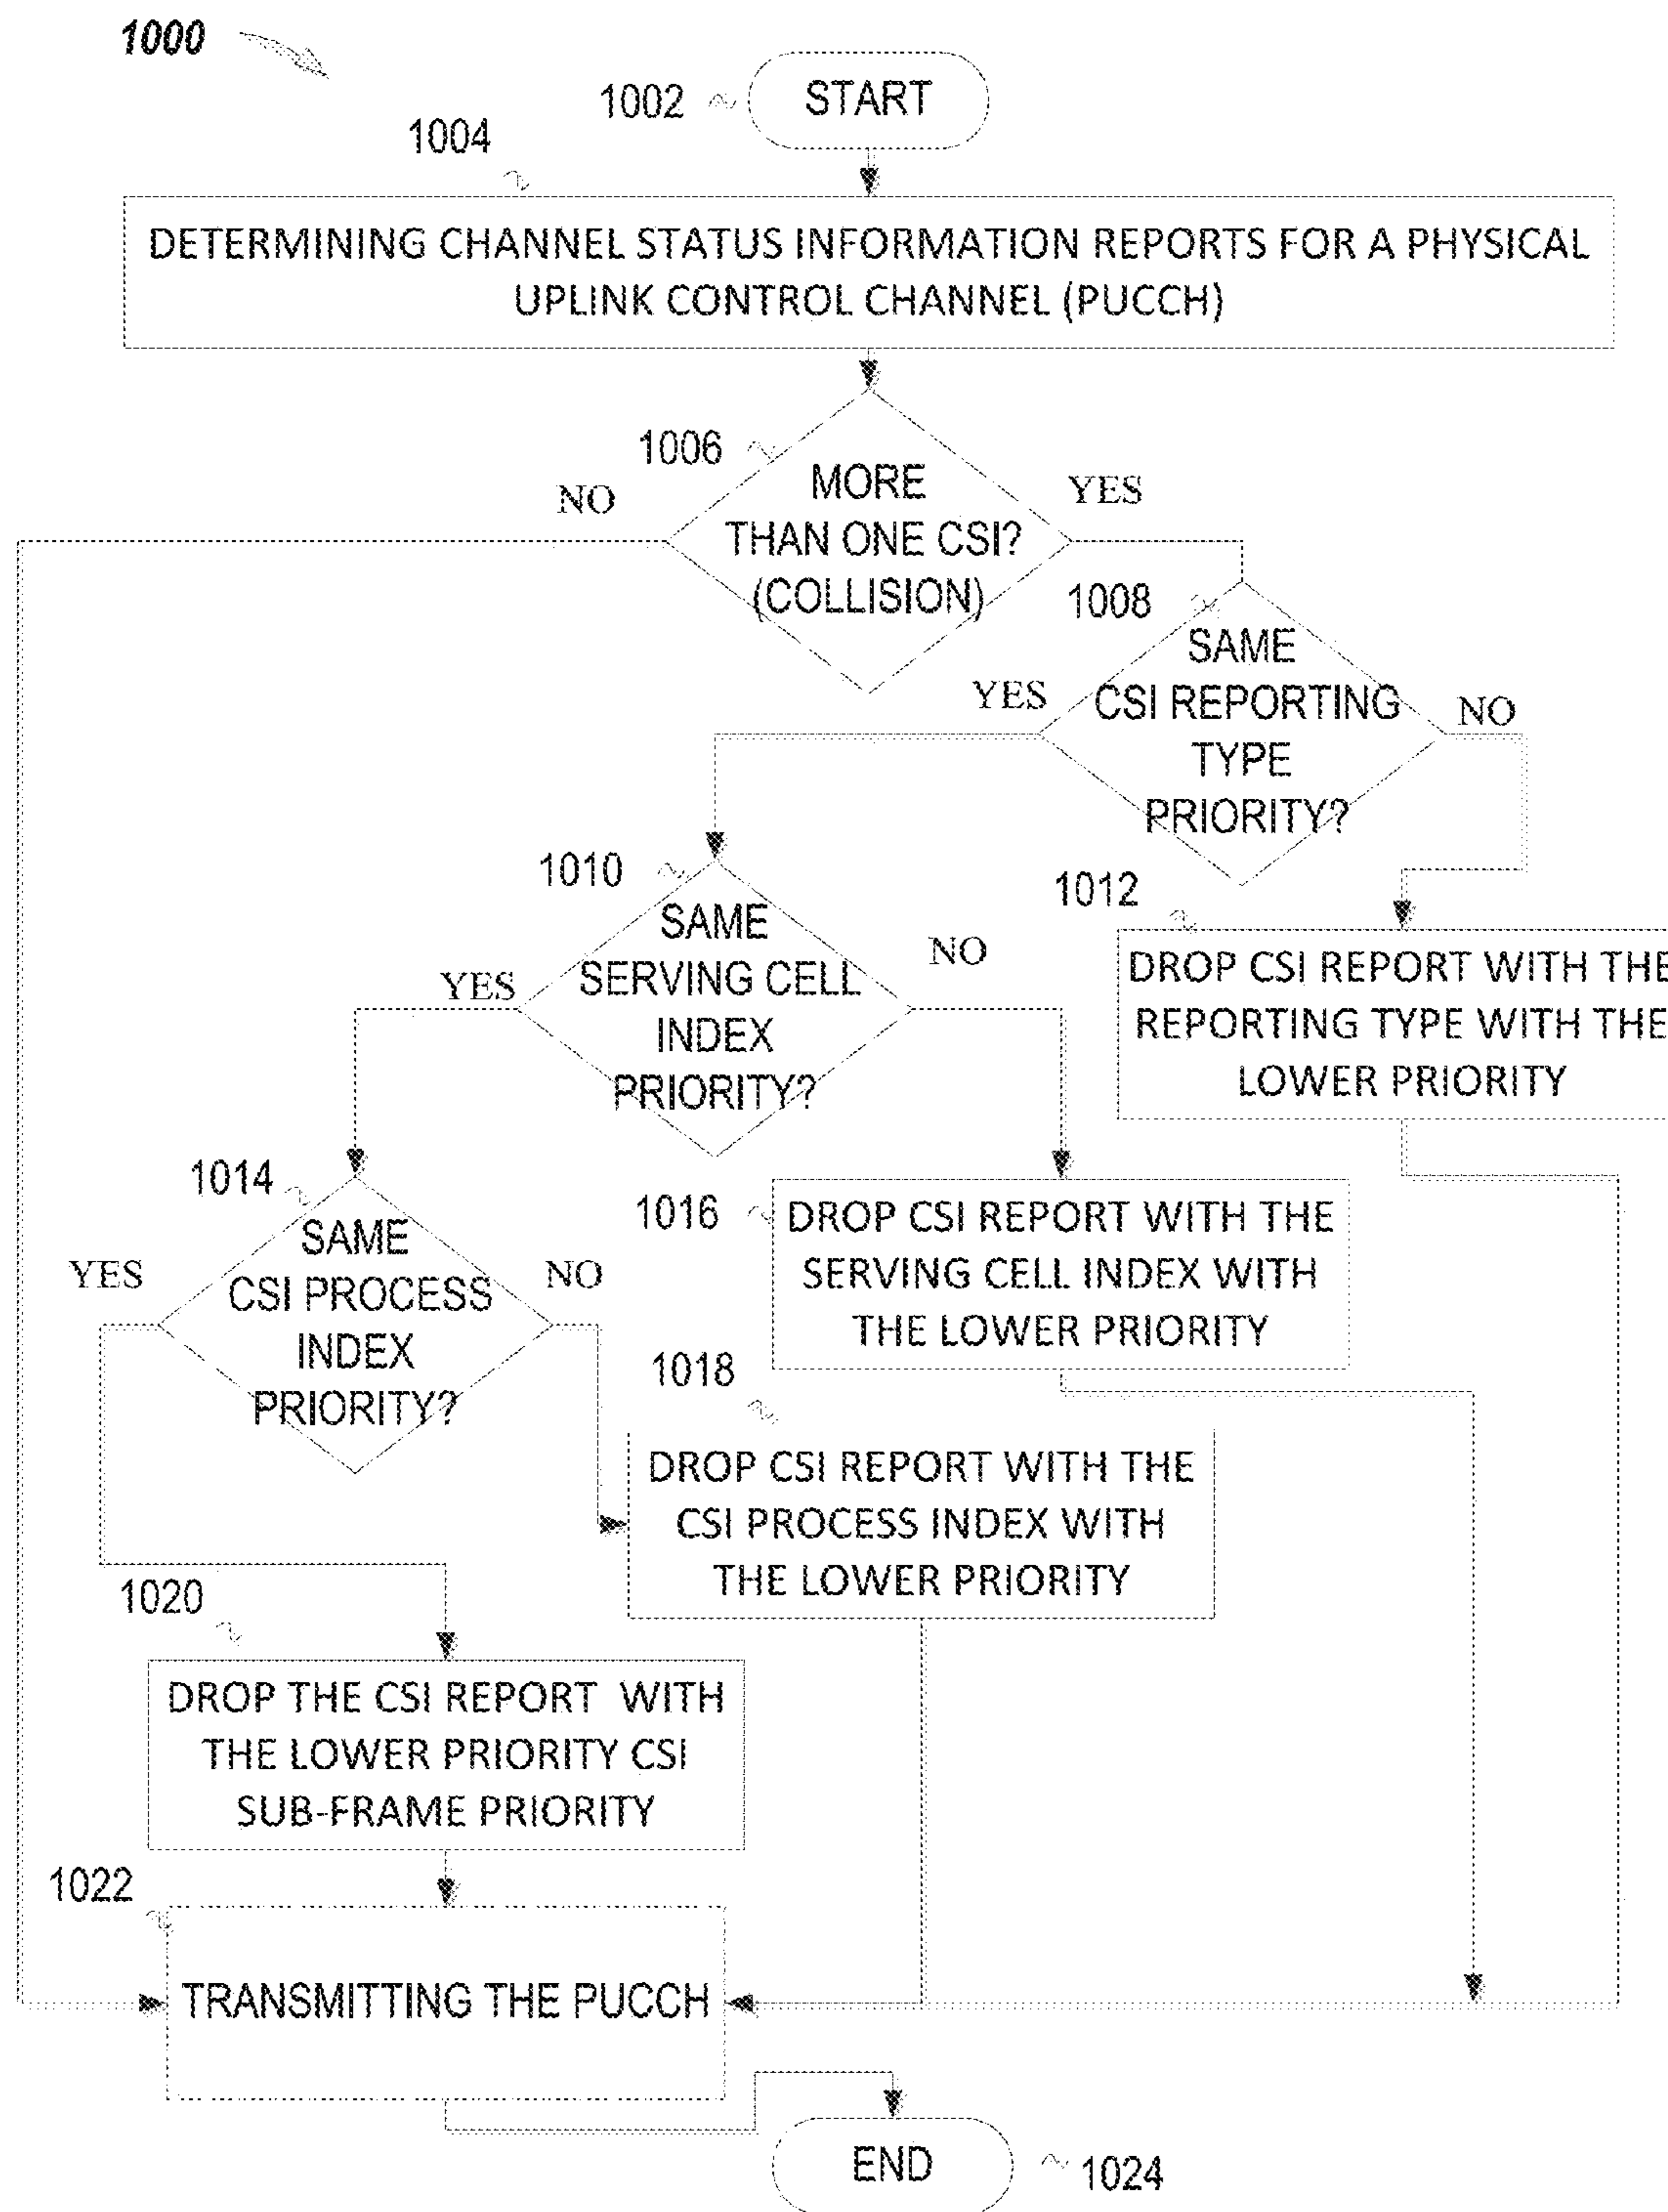 1000
1002
START
1004
DETERMINING CHANNEL STATUS INFORMATION REPORTS FOR A PHYSICAL
UPLINK CONTROL CHANNEL (PUCCH)
1006
MORE
THAN ONE CSI?
(COLLISION)
NO
YES
1008
SAME
CSI REPORTING
TYPE
PRIORITY?
YES
NO
1010
SAME
SERVING CELL
INDEX
PRIORITY?
YES
NO
1012
DROP CSI REPORT WITH THE
REPORTING TYPE WITH THE
LOWER PRIORITY
1014
SAME
CSI PROCESS
INDEX
PRIORITY?
YES
NO
1016
DROP CSI REPORT WITH THE
SERVING CELL INDEX WITH
THE LOWER PRIORITY
1018
DROP CSI REPORT WITH THE
CSI PROCESS INDEX WITH
THE LOWER PRIORITY
1020
DROP THE CSI REPORT WITH
THE LOWER PRIORITY CSI
SUB-FRAME PRIORITY
1022
TRANSMITTING THE PUCCH
END
1024